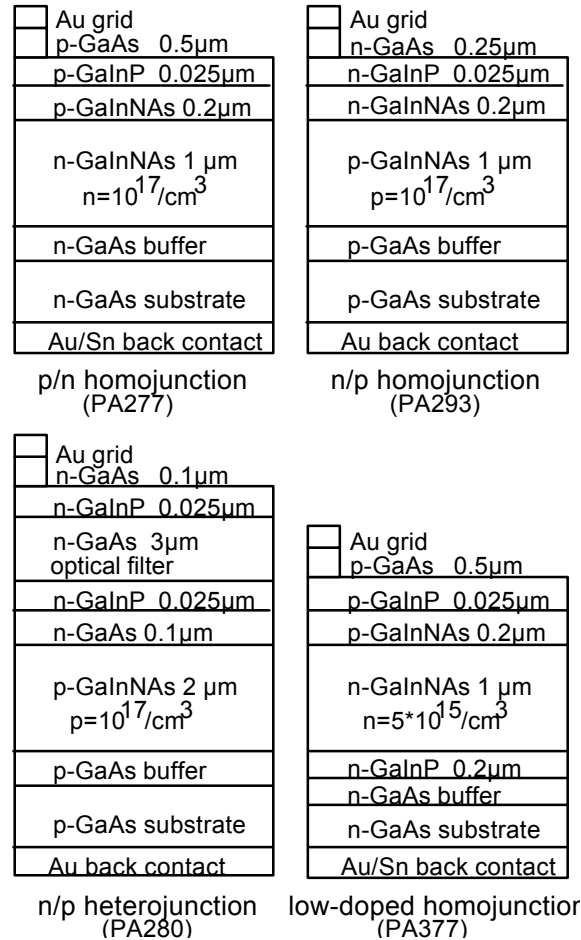 Au grid
p-GaAs 0.5μm
p-GaInP 0.025μm
p-GaInNAs 0.2μm
n-GaInNAs 1 μm
n=10^17/cm^3
n-GaAs buffer
n-GaAs substrate
Au/Sn back contact
p/n homojunction
(PA277)
Au grid
n-GaAs 0.25μm
n-GaInP 0.025μm
n-GaInNAs 0.2μm
p-GaInNAs 1 μm
p=10^17/cm^3
p-GaAs buffer
p-GaAs substrate
Au back contact
n/p homojunction
(PA293)
Au grid
n-GaAs 0.1μm
n-GaInP 0.025μm
n-GaAs 3μm
optical filter
n-GaInP 0.025μm
n-GaAs 0.1μm
p-GaInNAs 2 μm
p=10^17/cm^3
p-GaAs buffer
p-GaAs substrate
Au back contact
n/p heterojunction
(PA280)
Au grid
p-GaAs 0.5μm
p-GaInP 0.025μm
p-GaInNAs 0.2μm
n-GaInNAs 1 μm
n=5*10^15/cm^3
n-GaInP 0.2μm
n-GaAs buffer
n-GaAs substrate
Au/Sn back contact
low-doped homojunction
(PA377)